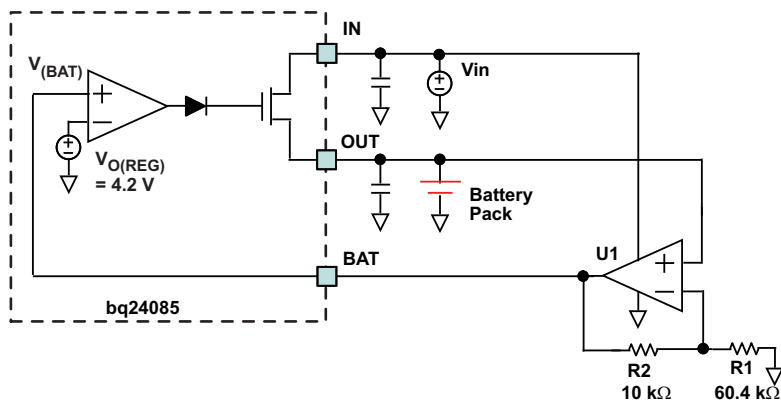 IN
V(BAT)
Vin
OUT
VO(REG)
= 4.2 V
Battery
Pack
U1
BAT
bq24085
R2
10 kΩ
R1
60.4 kΩ